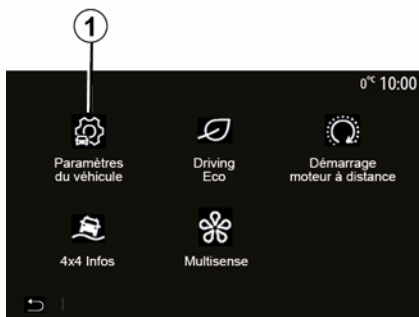 1
0°C 10:00
Paramètres
du véhicule
Driving
Eco
Démarrage
moteur à distance
4x4 Infos
Multisense